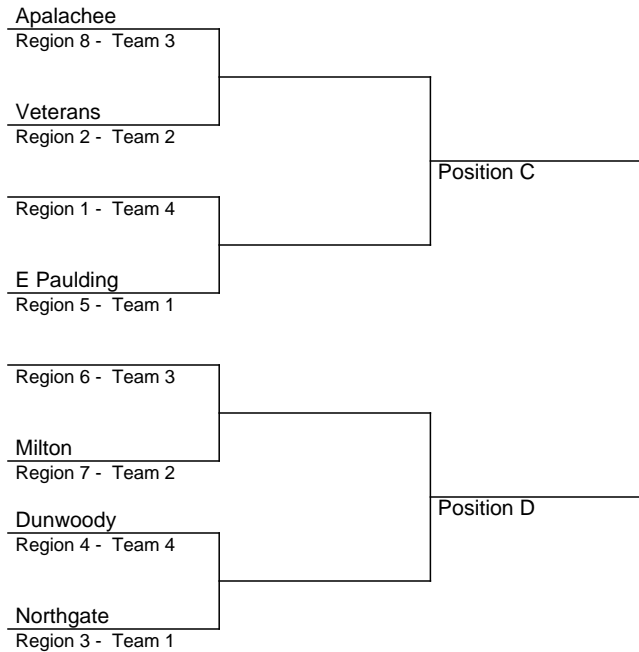 Apalachee
Region 8 - Team 3
Veterans
Region 2 - Team 2
Position C
Region 1 - Team 4
E Paulding
Region 5 - Team 1
Region 6 - Team 3
Milton
Region 7 - Team 2
Position D
Dunwoody
Region 4 - Team 4
Northgate
Region 3 - Team 1